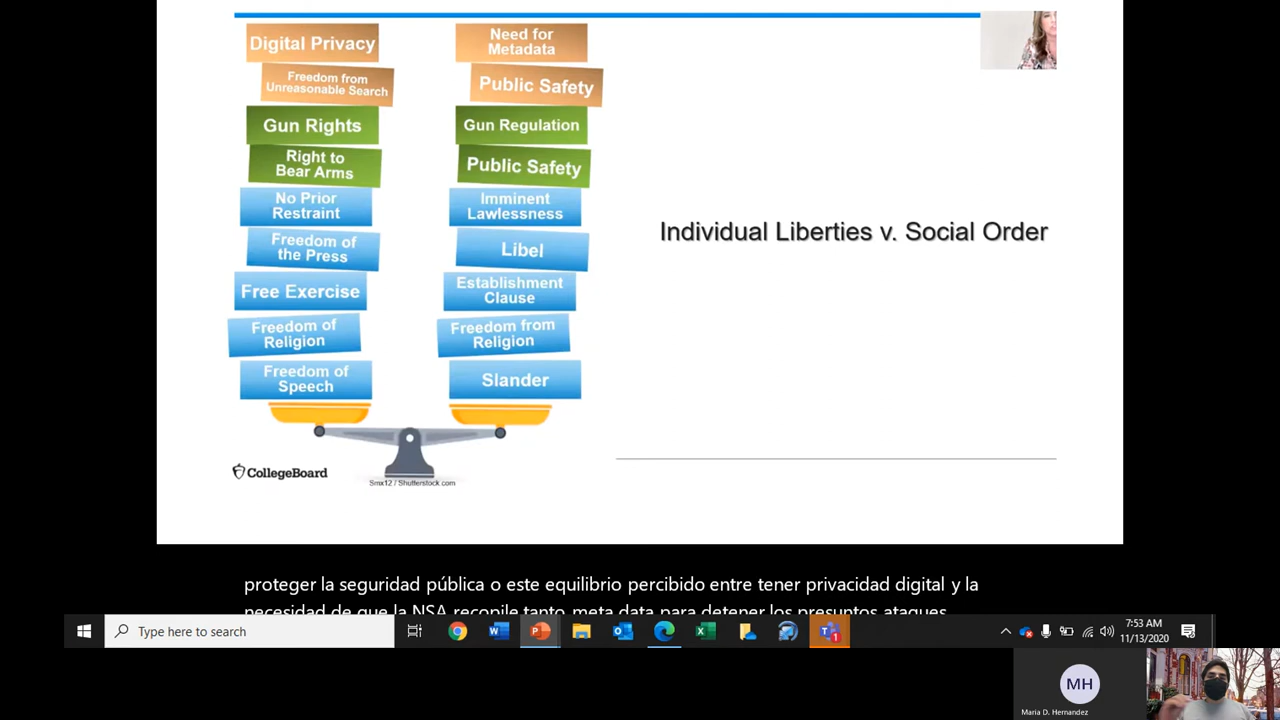 Digital Privacy
Need for
Metadata
Freedom from
Unreasonable Search
Public Safety
Gun Rights
Gun Regulation
Right to
Bear Arms
Public Safety
No Prior
Restraint
Imminent
Lawlessness
Freedom of
the Press
Libel
Free Exercise
Establishment
Clause
Freedom of
Religion
Freedom from
Religion
Freedom of
Speech
Slander
CollegeBoard
Smx12 / Shutterstock.com
Individual Liberties v. Social Order
proteger la seguridad pública o este equilibrio percibido entre tener privacidad digital y la
necesidad de que la NSA recopile tanto meta data para detener los presuntos ataques
Type here to search
7:53 AM
11/13/2020
MH
Maria D. Hernandez